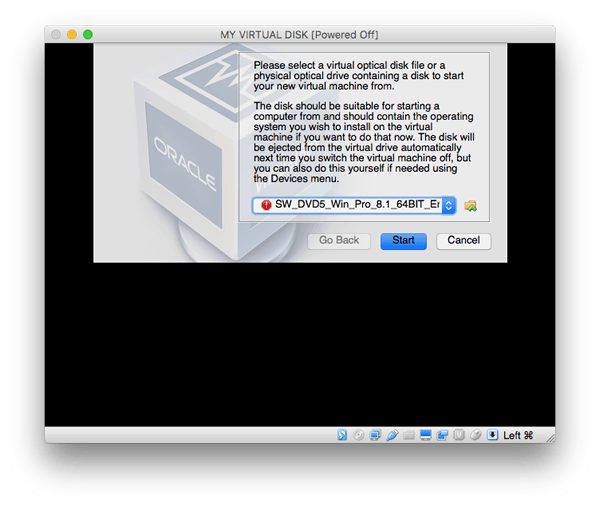 MY VIRTUAL DISK [Powered Off]
Please select a virtual optical disk file or a
physical optical drive containing a disk to start
your new virtual machine from.
The disk should be suitable for starting a
computer from and should contain the operating
system you wish to install on the virtual
machine if you want to do that now. The disk will
be ejected from the virtual drive automatically
next time you switch the virtual machine off, but
you can also do this yourself if needed using
the Devices menu.
ORACLE
SW_DVD5_Win_Pro_8.1_64BIT_Er
Go Back Start Cancel
Left ⌘